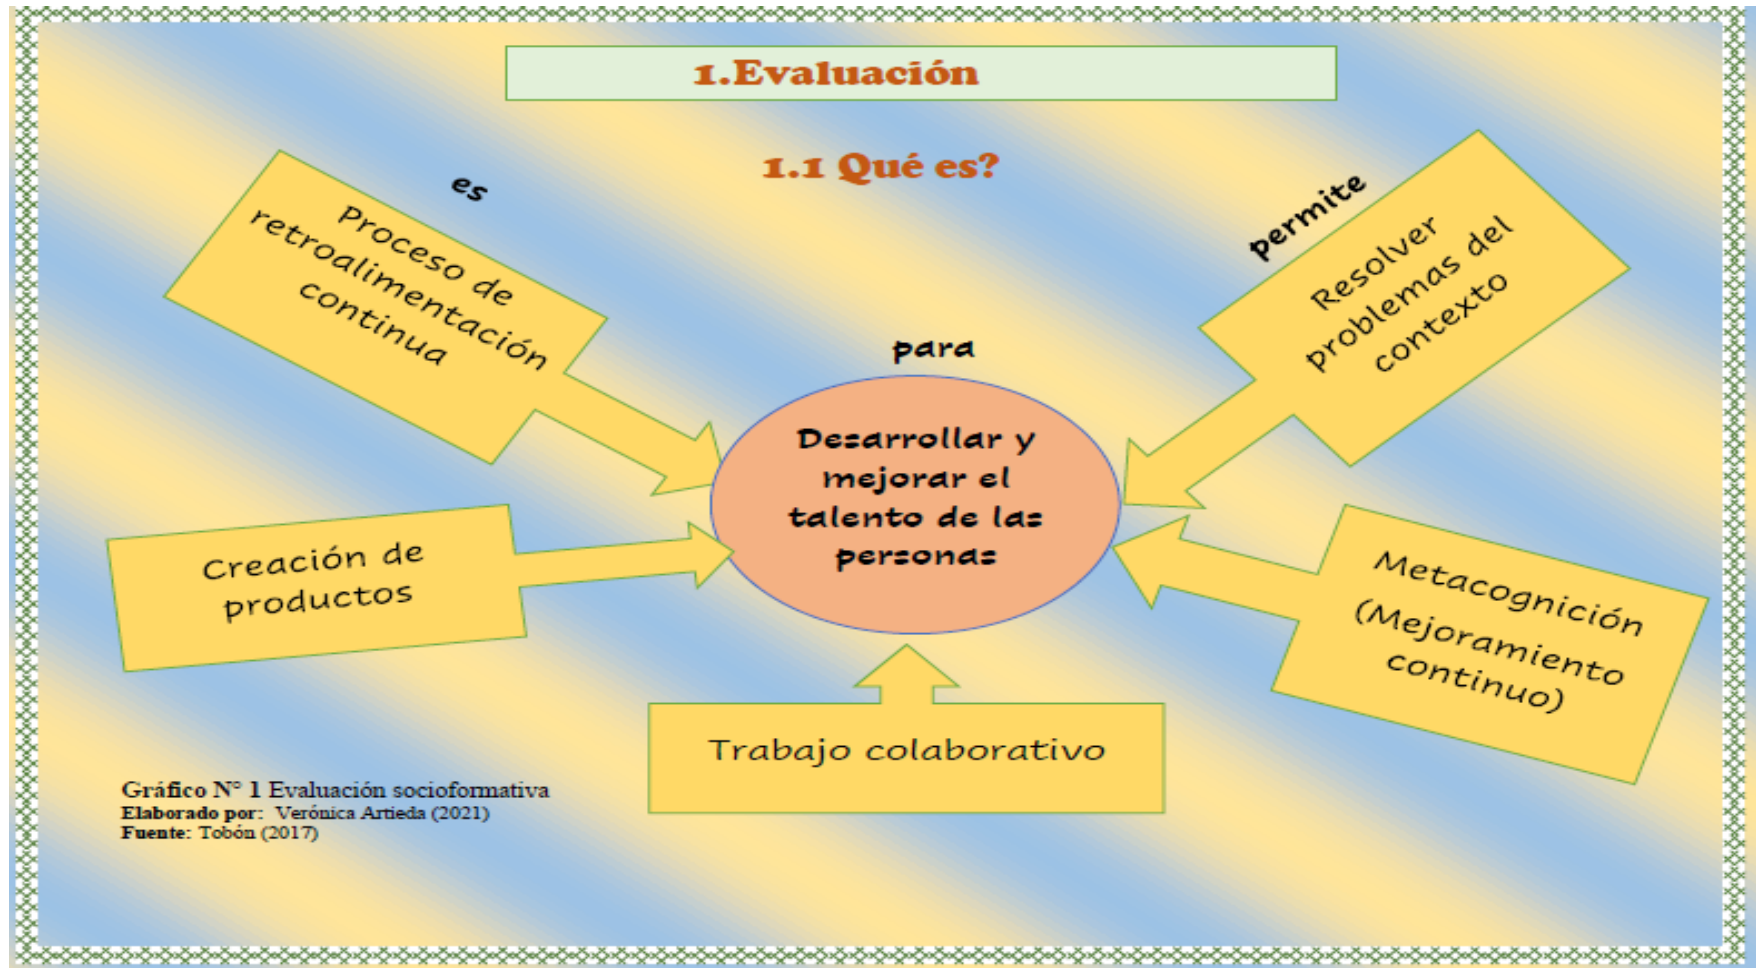 1.Evaluación
1.1 Qué es?
es
Proceso de
retroalimentación
continua
permite
Resolver
problemas del
contexto
para
Desarrollar y
mejorar el
talento de las
personas
Creación de
productos
Metacognición
(Mejoramiento
continuo)
Trabajo colaborativo
Gráfico N° 1 Evaluación socioformativa
Elaborado por: Verónica Artieda (2021)
Fuente: Tobón (2017)